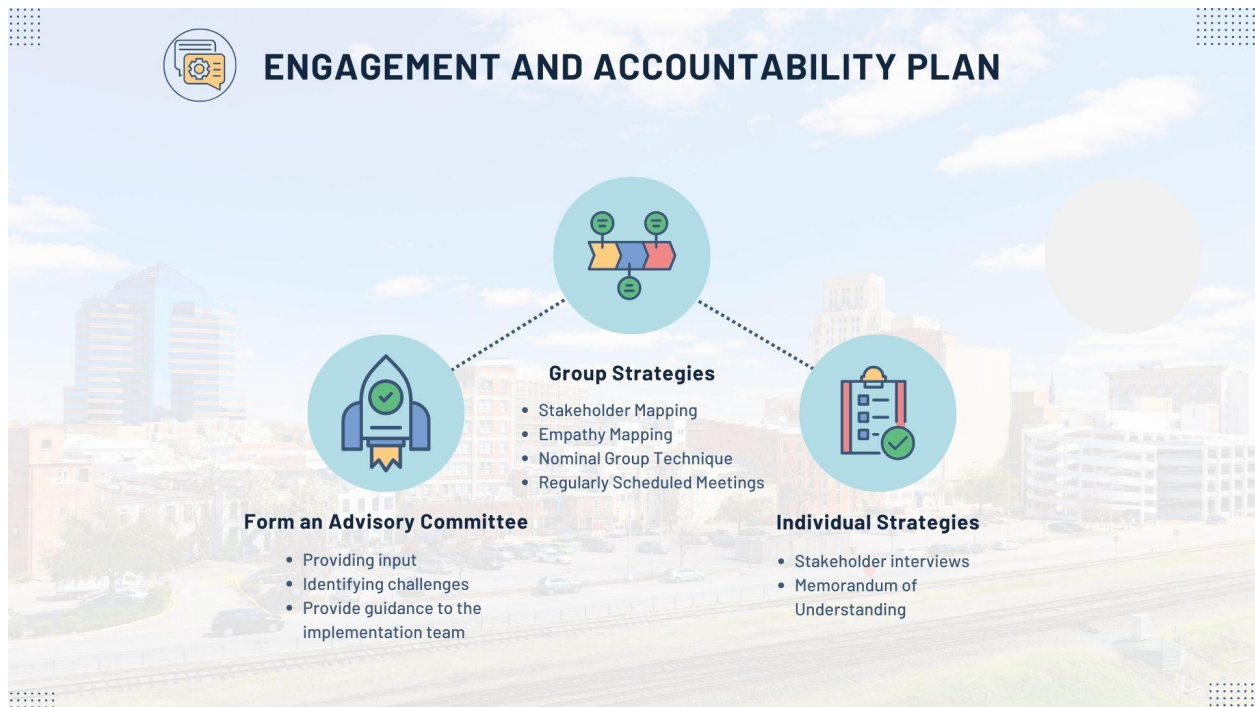 ENGAGEMENT AND ACCOUNTABILITY PLAN
Form an Advisory Committee
• Providing input
• Identifying challenges
• Provide guidance to the
implementation team
Group Strategies
• Stakeholder Mapping
• Empathy Mapping
• Nominal Group Technique
• Regularly Scheduled Meetings
Individual Strategies
• Stakeholder interviews
• Memorandum of
Understanding